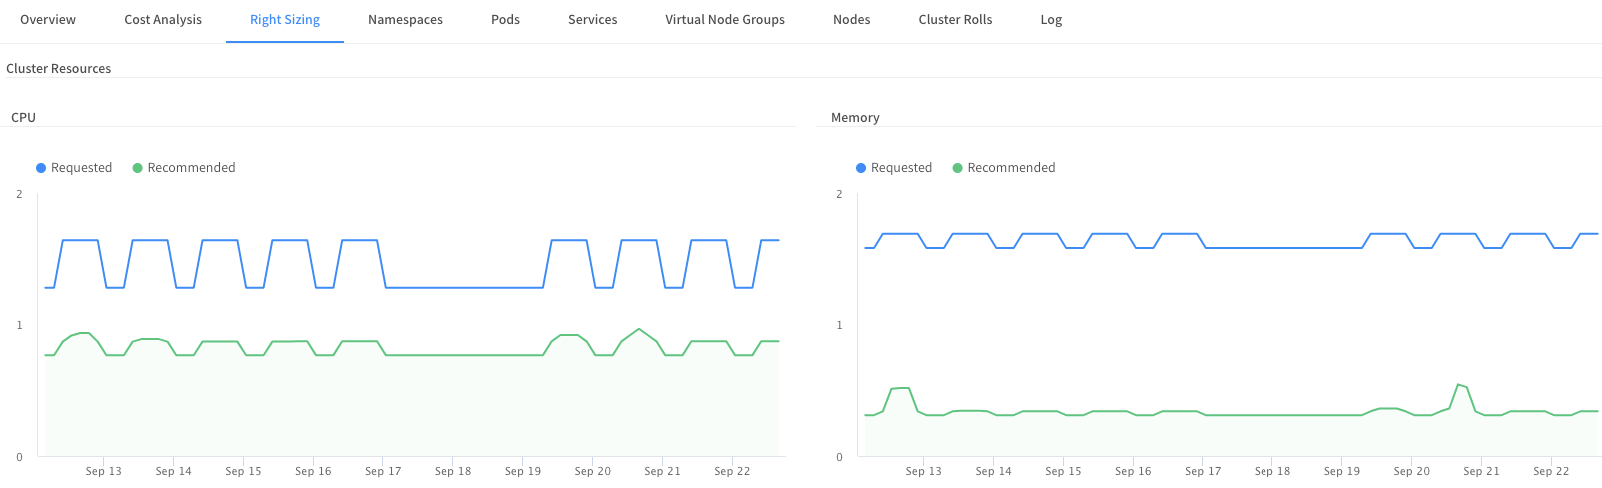 Overview Cost Analysis Right Sizing Namespaces Pods Services Virtual Node Groups Nodes Cluster Rolls Log
Cluster Resources
CPU
Requested Recommended
2
1
0
Sep 13 Sep 14 Sep 15 Sep 16 Sep 17 Sep 18 Sep 19 Sep 20 Sep 21 Sep 22
Memory
Requested Recommended
2
1
0
Sep 13 Sep 14 Sep 15 Sep 16 Sep 17 Sep 18 Sep 19 Sep 20 Sep 21 Sep 22